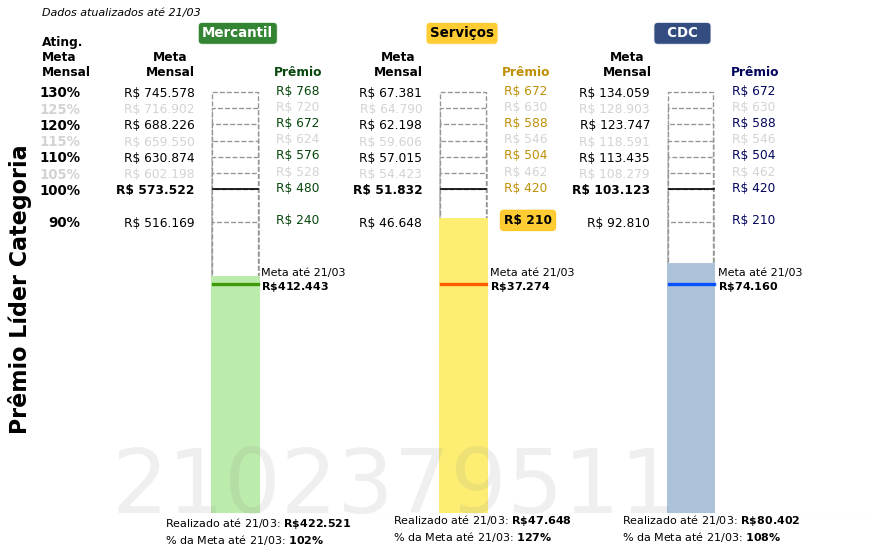 Dados atualizados até 21/03
Mercantil Serviços CDC
Ating. Meta Mensal
Meta Mensal Prêmio Meta Mensal Prêmio Meta Mensal Prêmio
130% R$ 745.578 R$ 768 R$ 67.381 R$ 672 R$ 134.059 R$ 672
125% R$ 716.902 R$ 720 R$ 64.790 R$ 630 R$ 128.903 R$ 630
120% R$ 688.226 R$ 672 R$ 62.198 R$ 588 R$ 123.747 R$ 588
115% R$ 659.550 R$ 624 R$ 59.606 R$ 546 R$ 118.591 R$ 546
110% R$ 630.874 R$ 576 R$ 57.015 R$ 504 R$ 113.435 R$ 504
105% R$ 602.198 R$ 528 R$ 54.423 R$ 462 R$ 108.279 R$ 462
100% R$ 573.522 R$ 480 R$ 51.832 R$ 420 R$ 103.123 R$ 420
90% R$ 516.169 R$ 240 R$ 46.648 R$ 210 R$ 92.810 R$ 210
Meta até 21/03 Meta até 21/03 Meta até 21/03
R$412.443 R$37.274 R$74.160
Prêmio Líder Categoria
2102379511
Realizado até 21/03: R$422.521 Realizado até 21/03: R$47.648 Realizado até 21/03: R$80.402
% da Meta até 21/03: 102% % da Meta até 21/03: 127% % da Meta até 21/03: 108%